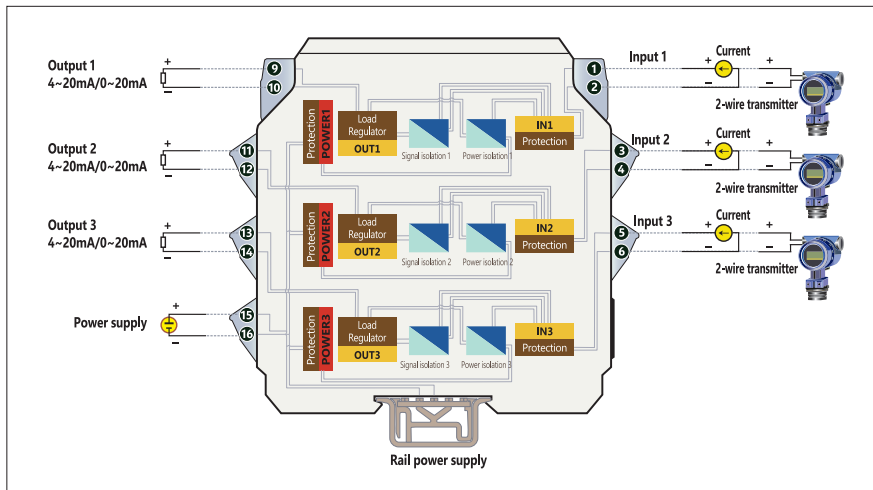 Output 1
4~20mA/0~20mA
+
−
9
10
Output 2
4~20mA/0~20mA
+
−
11
12
Output 3
4~20mA/0~20mA
+
−
13
14
Power supply
+
−
15
16
Protection
POWER1
Load
Regulator
OUT1
Signal isolation 1
Power isolation 1
IN1
Protection
Protection
POWER2
Load
Regulator
OUT2
Signal isolation 2
Power isolation 2
IN2
Protection
Protection
POWER3
Load
Regulator
OUT3
Signal isolation 3
Power isolation 3
IN3
Protection
1
2
Input 1
Current
+
+
−
−
2-wire transmitter
3
4
Input 2
Current
+
+
−
−
2-wire transmitter
5
6
Input 3
Current
+
+
−
−
2-wire transmitter
Rail power supply